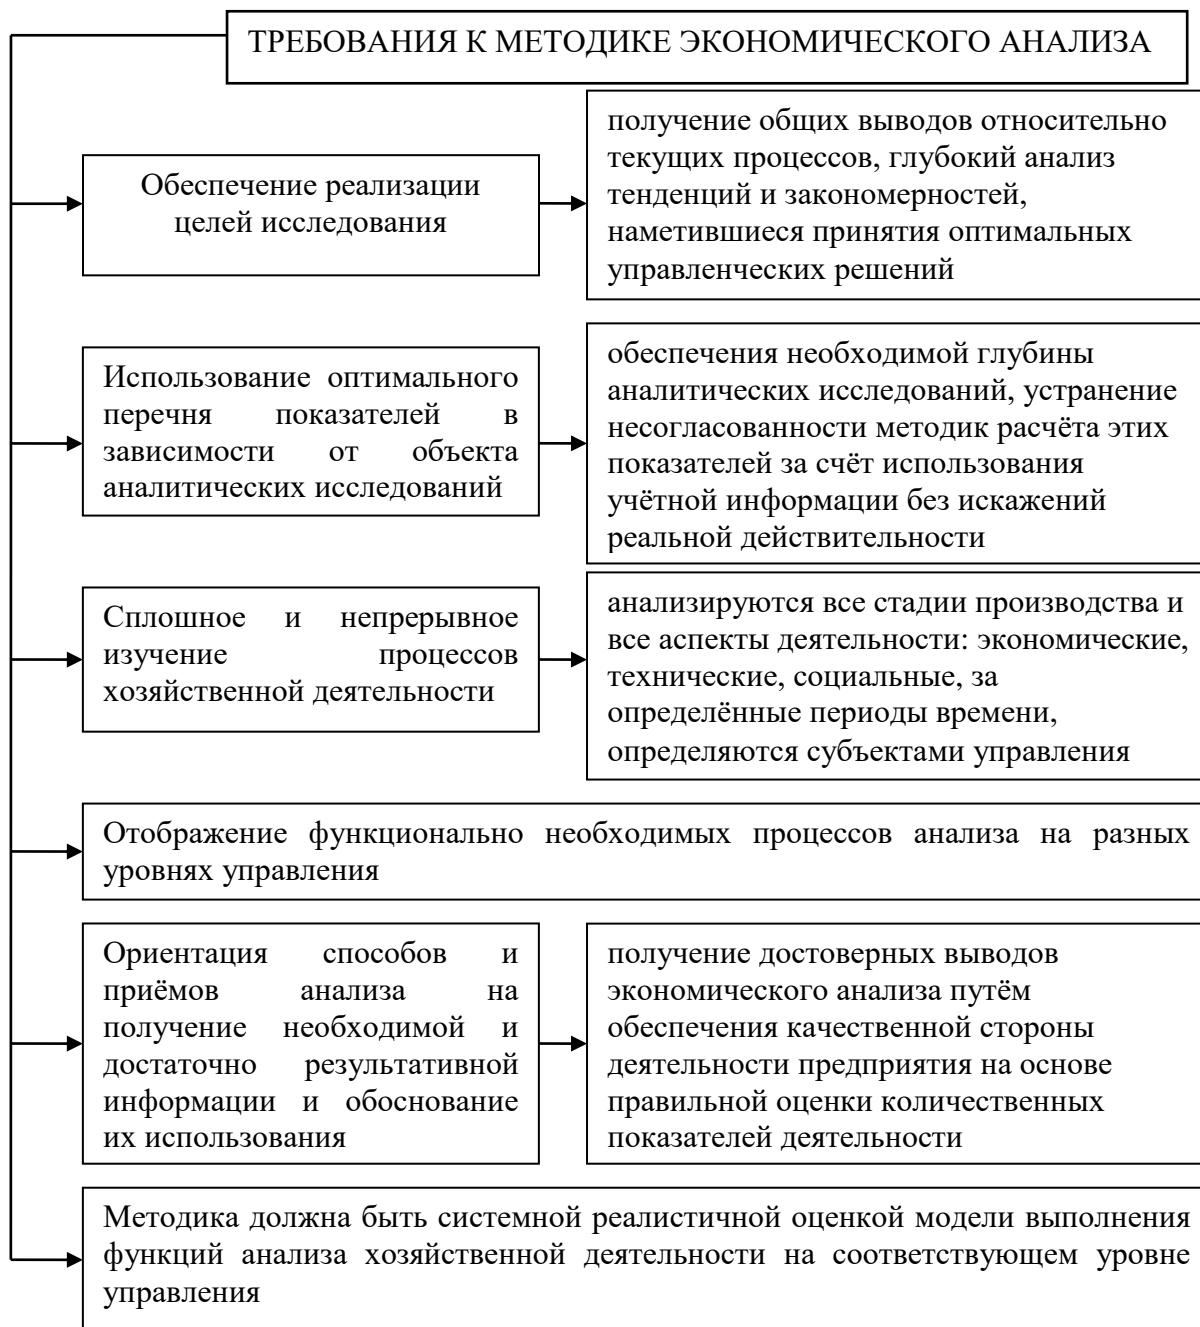 ТРЕБОВАНИЯ К МЕТОДИКЕ ЭКОНОМИЧЕСКОГО АНАЛИЗА
Обеспечение реализации
целей исследования
получение общих выводов относительно
текущих процессов, глубокий анализ
тенденций и закономерностей,
наметившиеся принятия оптимальных
управленческих решений
Использование оптимального
перечня показателей в
зависимости от объекта
аналитических исследований
обеспечения необходимой глубины
аналитических исследований, устранение
несогласованности методик расчёта этих
показателей за счёт использования
учётной информации без искажений
реальной действительности
Сплошное и непрерывное
изучение процессов
хозяйственной деятельности
анализируются все стадии производства и
все аспекты деятельности: экономические,
технические, социальные, за
определённые периоды времени,
определяются субъектами управления
Отображение функционально необходимых процессов анализа на разных
уровнях управления
Ориентация способов и
приёмов анализа на
получение необходимой и
достаточно результативной
информации и обоснование
их использования
получение достоверных выводов
экономического анализа путём
обеспечения качественной стороны
деятельности предприятия на основе
правильной оценки количественных
показателей деятельности
Методика должна быть системной реалистичной оценкой модели выполнения
функций анализа хозяйственной деятельности на соответствующем уровне
управления